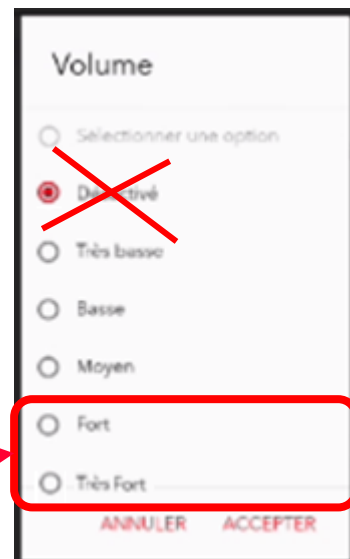 Volume
Sélectionner une option
Désactivé
Très basse
Basse
Moyen
Fort
Très Fort
ANNULER ACCEPTER